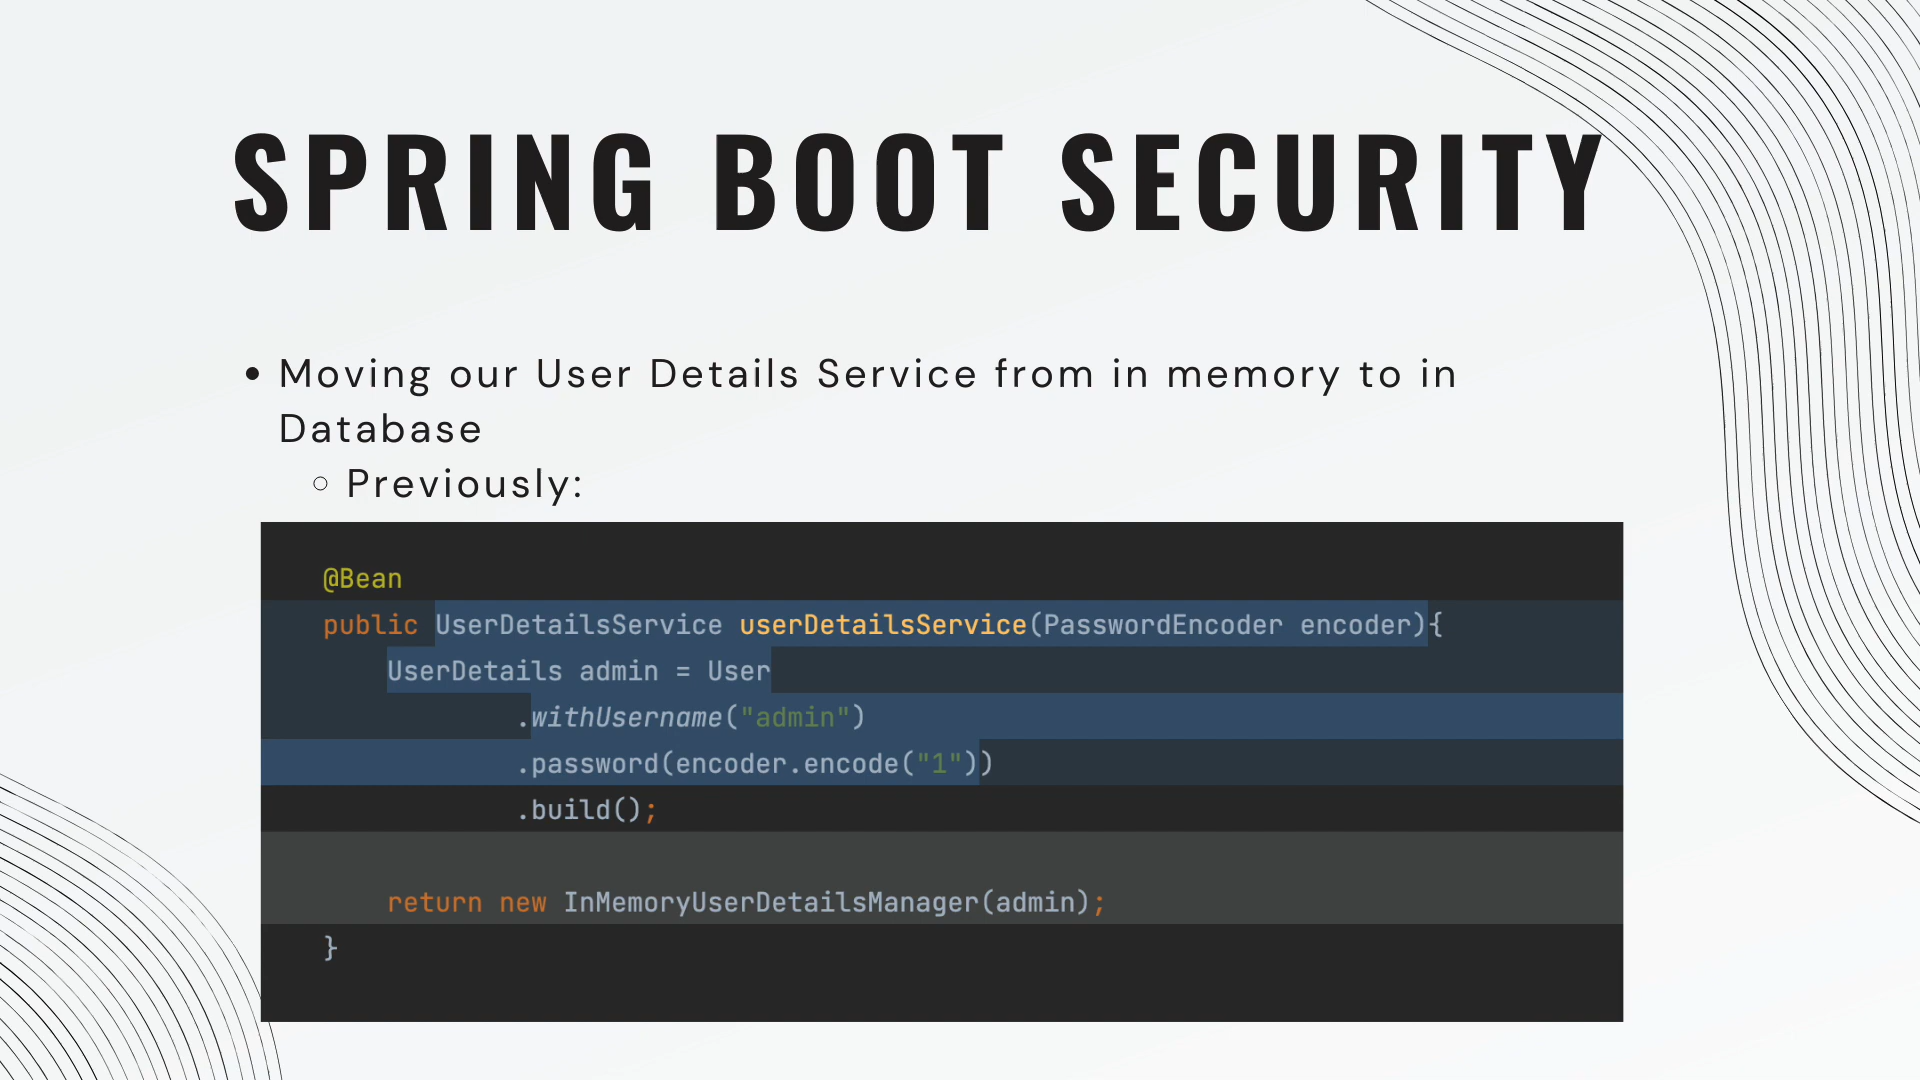 SPRING BOOT SECURITY
• Moving our User Details Service from in memory to in
Database
○ Previously:
@Bean
public UserDetailsService userDetailsService(PasswordEncoder encoder){
UserDetails admin = User
.withUsername("admin")
.password(encoder.encode("1"))
.build();
return new InMemoryUserDetailsManager(admin);
}